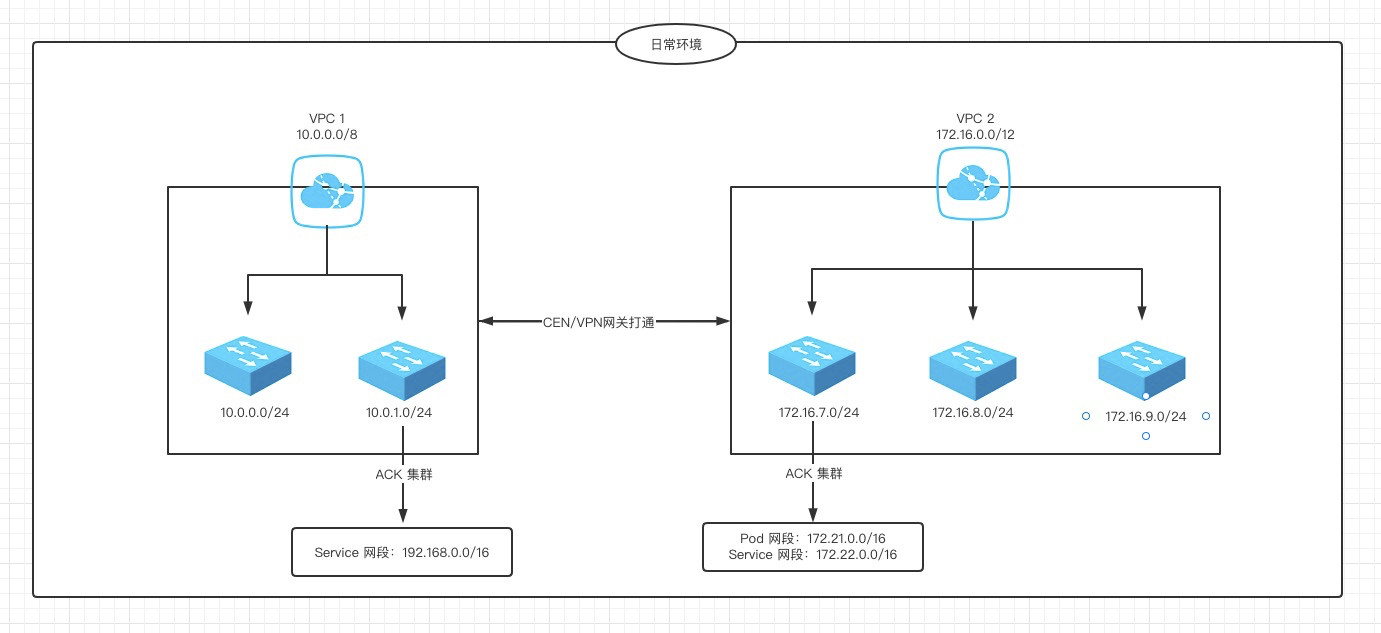 日常环境
VPC 1
10.0.0.0/8
VPC 2
172.16.0.0/12
CEN/VPN网关打通
10.0.0.0/24
10.0.1.0/24
172.16.7.0/24
172.16.8.0/24
172.16.9.0/24
ACK 集群
ACK 集群
Service 网段：192.168.0.0/16
Pod 网段：172.21.0.0/16
Service 网段：172.22.0.0/16